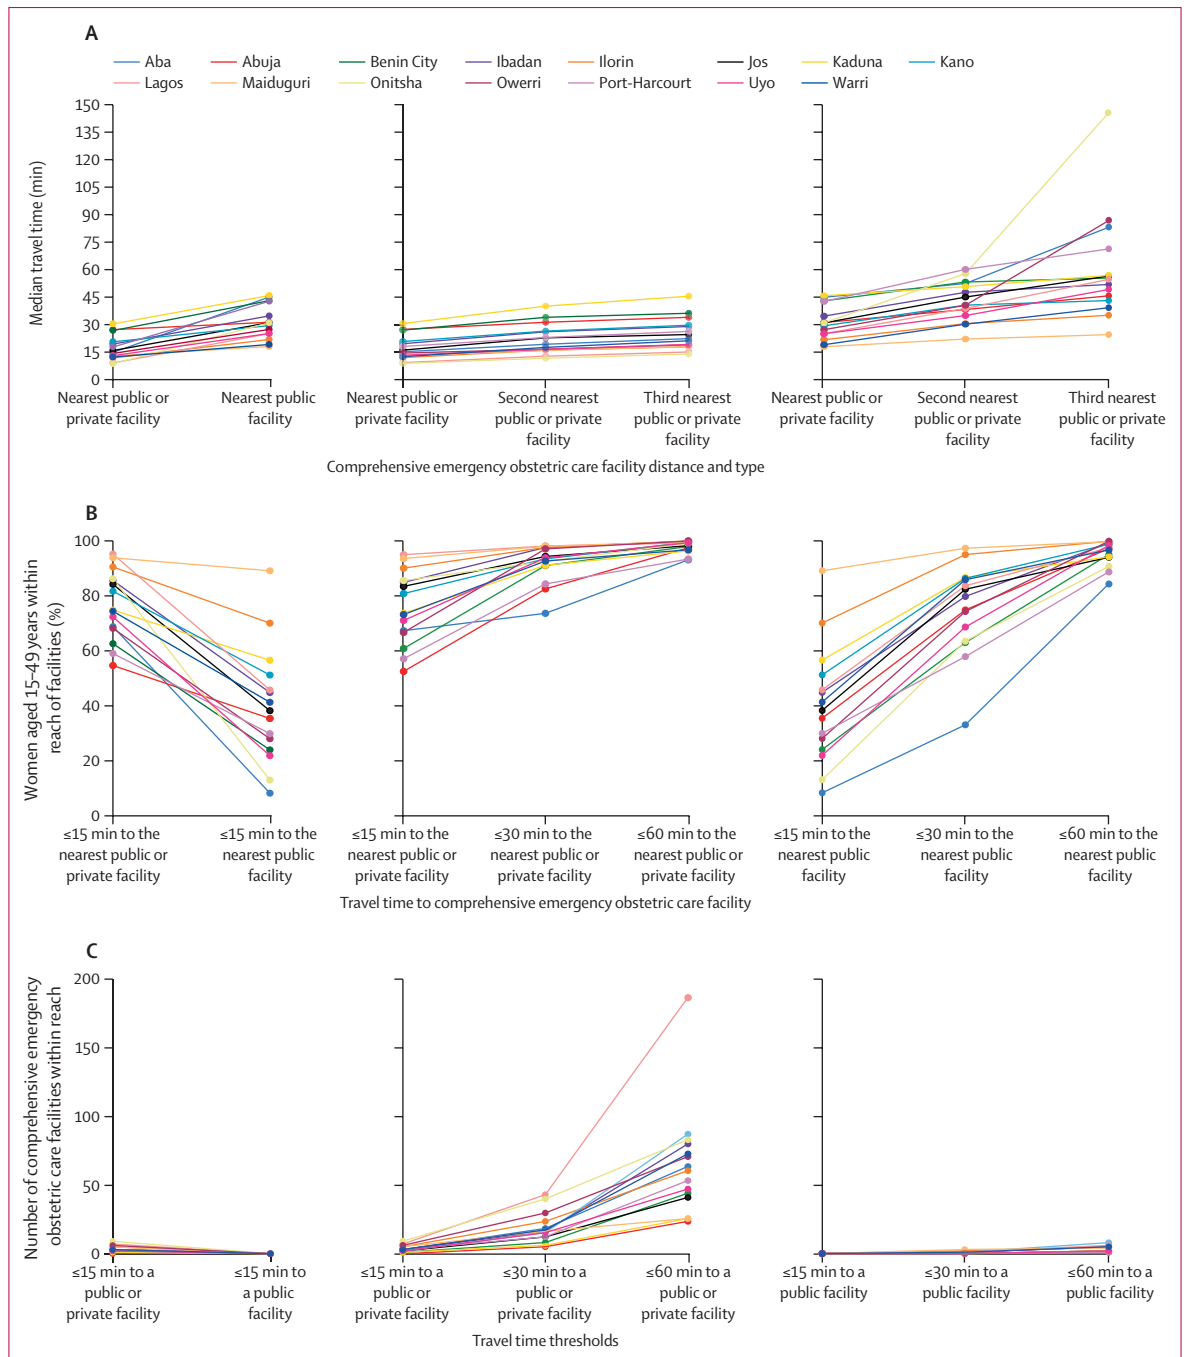 A
Aba Abuja Benin City Ibadan Ilorin Jos Kaduna Kano
Lagos Maiduguri Onitsha Owerri Port-Harcourt Uyo Warri
Median travel time (min)
150
135
120
105
90
75
60
45
30
15
0
Nearest public or
private facility
Nearest public
facility
Nearest public or
private facility
Second nearest
public or private
facility
Third nearest
public or private
facility
Nearest public or
private facility
Second nearest
public or private
facility
Third nearest
public or private
facility
Comprehensive emergency obstetric care facility distance and type
B
Women aged 15–49 years within
reach of facilities (%)
100
80
60
40
20
0
≤15 min to the
nearest public or
private facility
≤15 min to the
nearest public
facility
≤15 min to the
nearest public or
private facility
≤30 min to the
nearest public or
private facility
≤60 min to the
nearest public or
private facility
≤15 min to the
nearest public
facility
≤30 min to the
nearest public
facility
≤60 min to the
nearest public
facility
Travel time to comprehensive emergency obstetric care facility
C
Number of comprehensive emergency
obstetric care facilities within reach
200
150
100
50
0
≤15 min to a
public or
private facility
≤15 min to
a public
facility
≤15 min to a
public or
private facility
≤30 min to a
public or
private facility
≤60 min to a
public or
private facility
≤15 min to a
public facility
≤30 min to a
public facility
≤60 min to a
public facility
Travel time thresholds